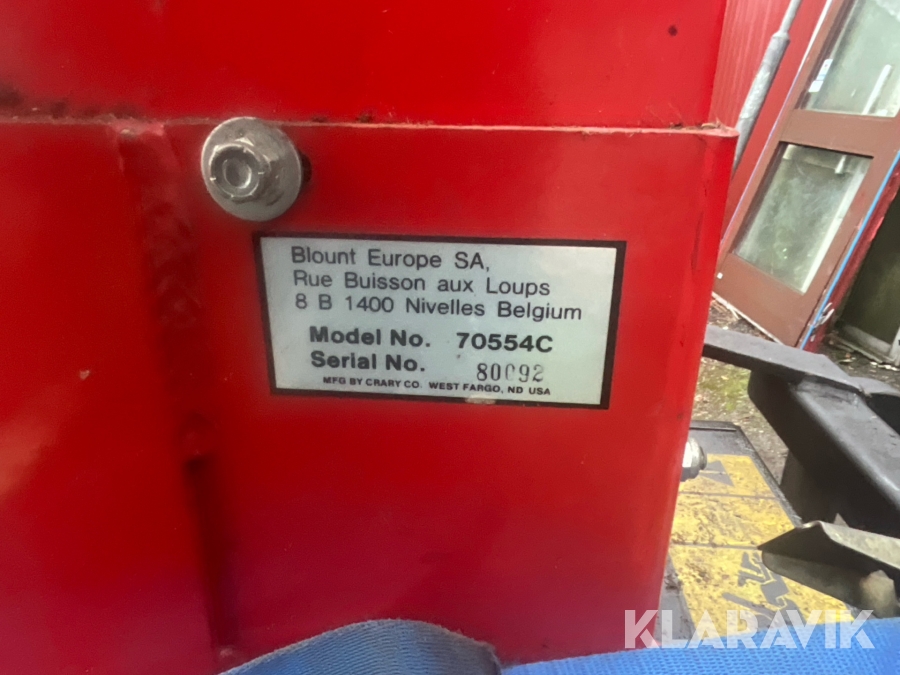 Blount Europe SA,
Rue Buisson aux Loups
8 B 1400 Nivelles Belgium
Model No. 70554C
Serial No. 80092
MFG BY CRARY CO. WEST FARGO, ND USA
KLARAVIK